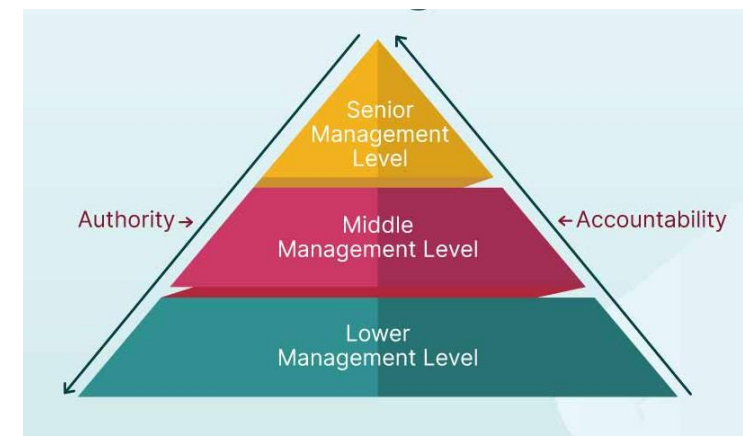 Senior
Management
Level
Authority→
Middle
Management Level
←Accountability
Lower
Management Level